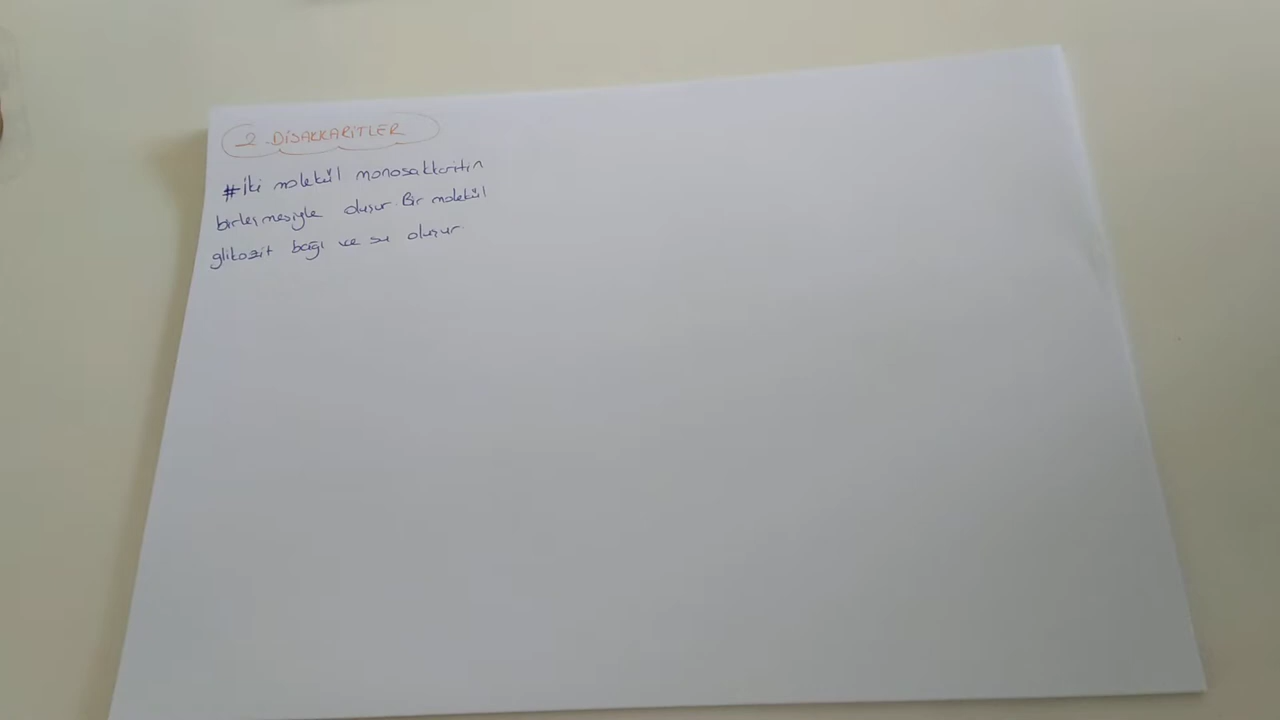 2 DİSAKKARİTLER
#İki molekül monosakkaritin
birleşmesiyle oluşur. Bir molekül
glikozit bağı ve su oluşur.